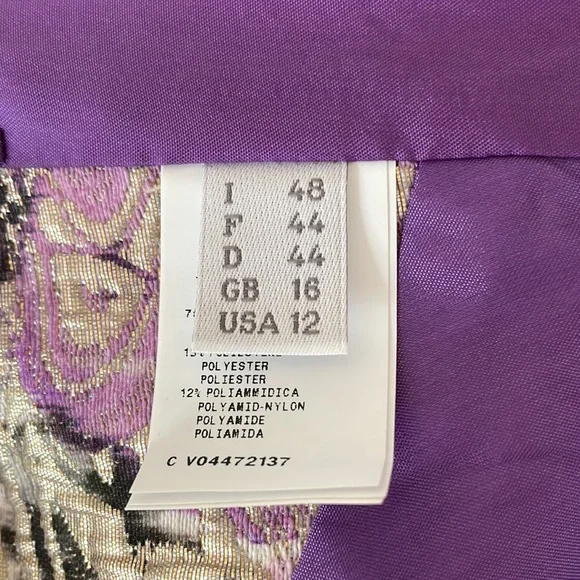 I 48
F 44
D 44
GB 16
USA 12
POLYESTER
POLIESTER
12% POLIAMMIDICA
POLYAMID-NYLON
POLYAMIDE
POLIAMIDA
C V04472137